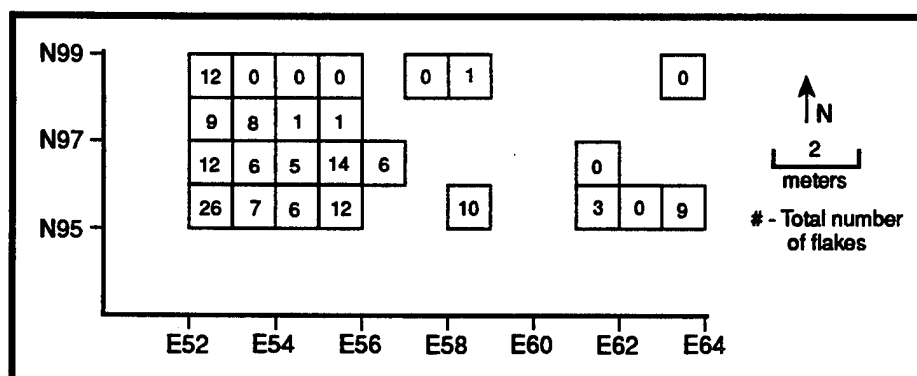 N99
12 0 0 0 0 1 0
9 8 1 1
N
N97
12 6 5 14 6 0
2
meters
26 7 6 12 10 3 0 9
# - Total number
of flakes
N95
E52 E54 E56 E58 E60 E62 E64